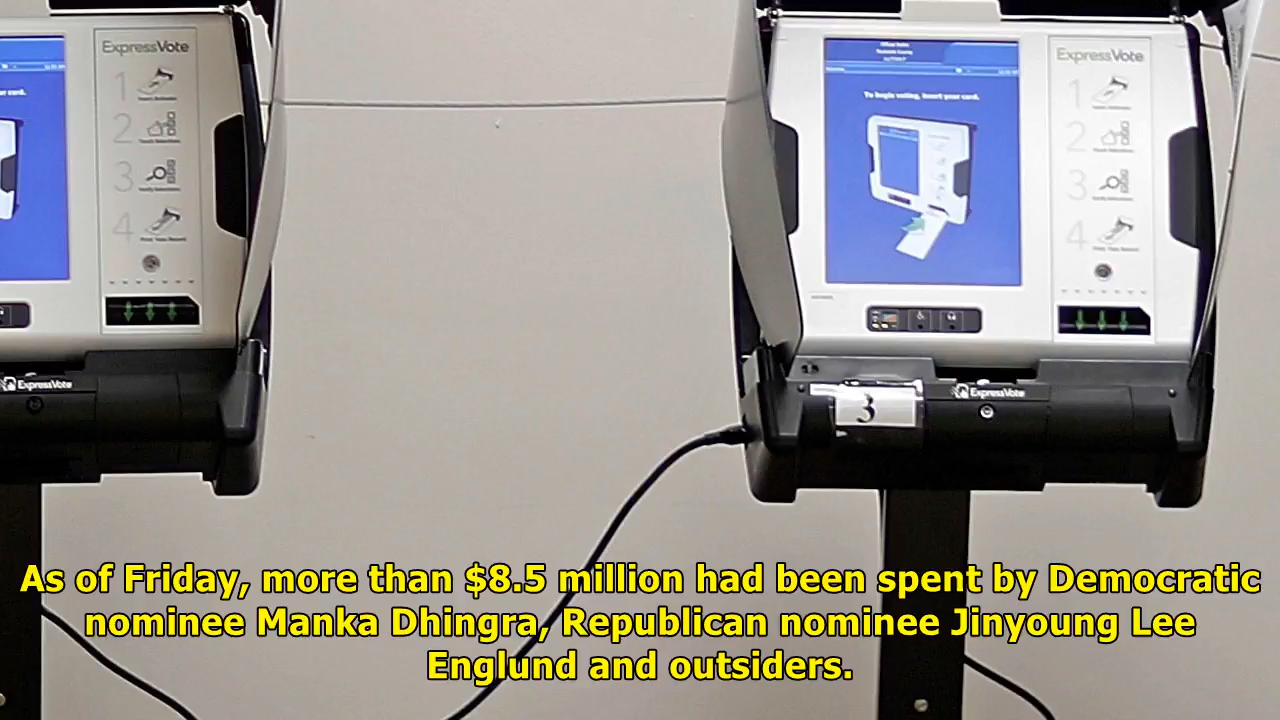 ExpressVote
1
2
3
4
ExpressVote
To begin voting, insert your card.
ExpressVote
1
2
3
4
3
ExpressVote
As of Friday, more than $8.5 million had been spent by Democratic
nominee Manka Dhingra, Republican nominee Jinyoung Lee
Englund and outsiders.